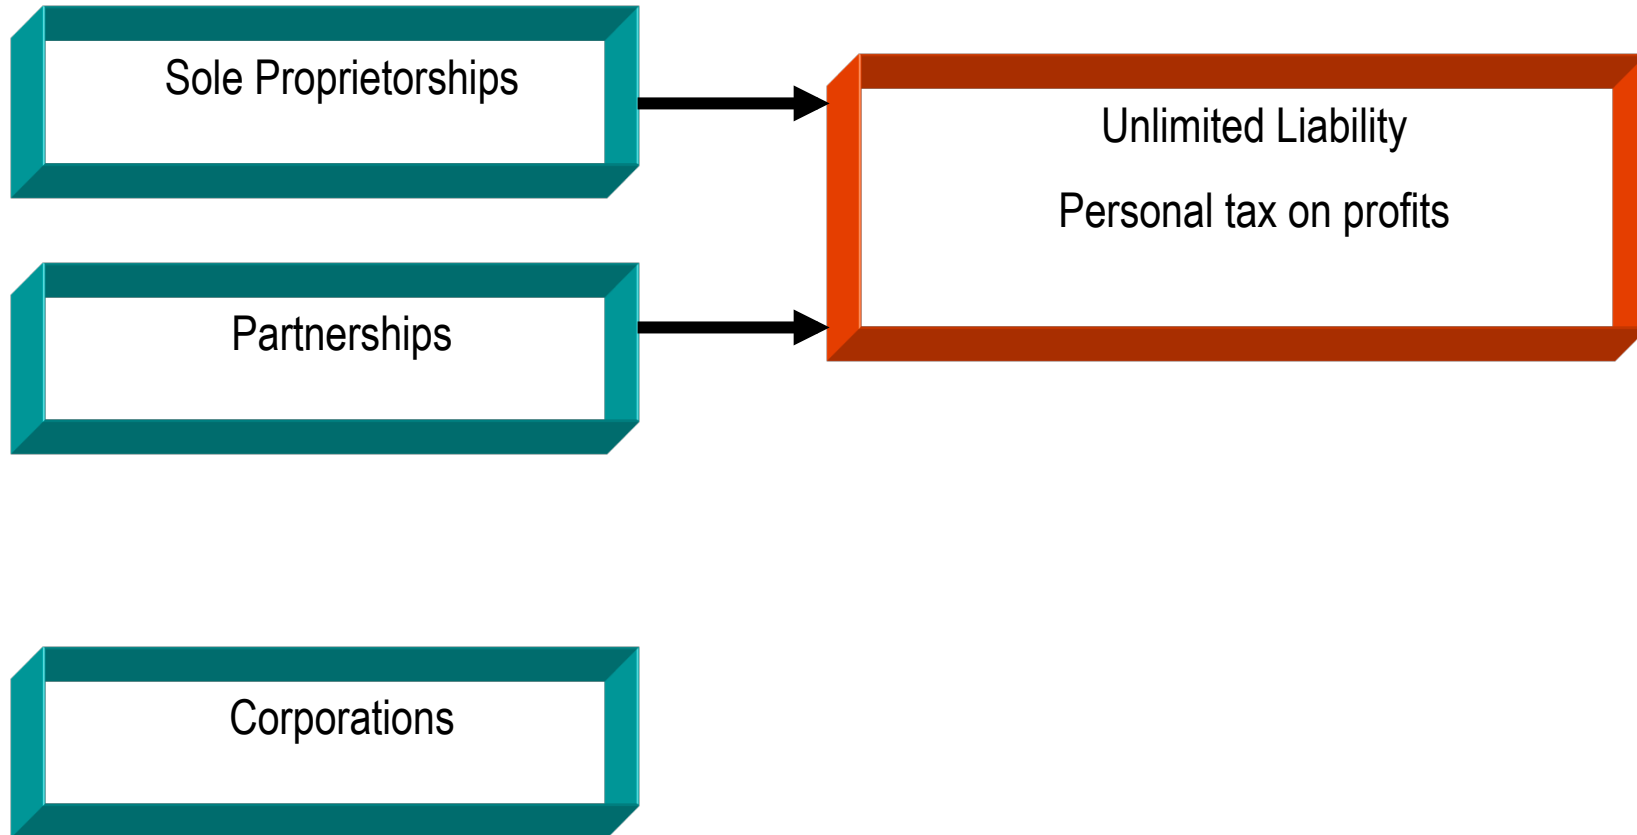 Sole Proprietorships
Unlimited Liability
Personal tax on profits
Partnerships
Corporations